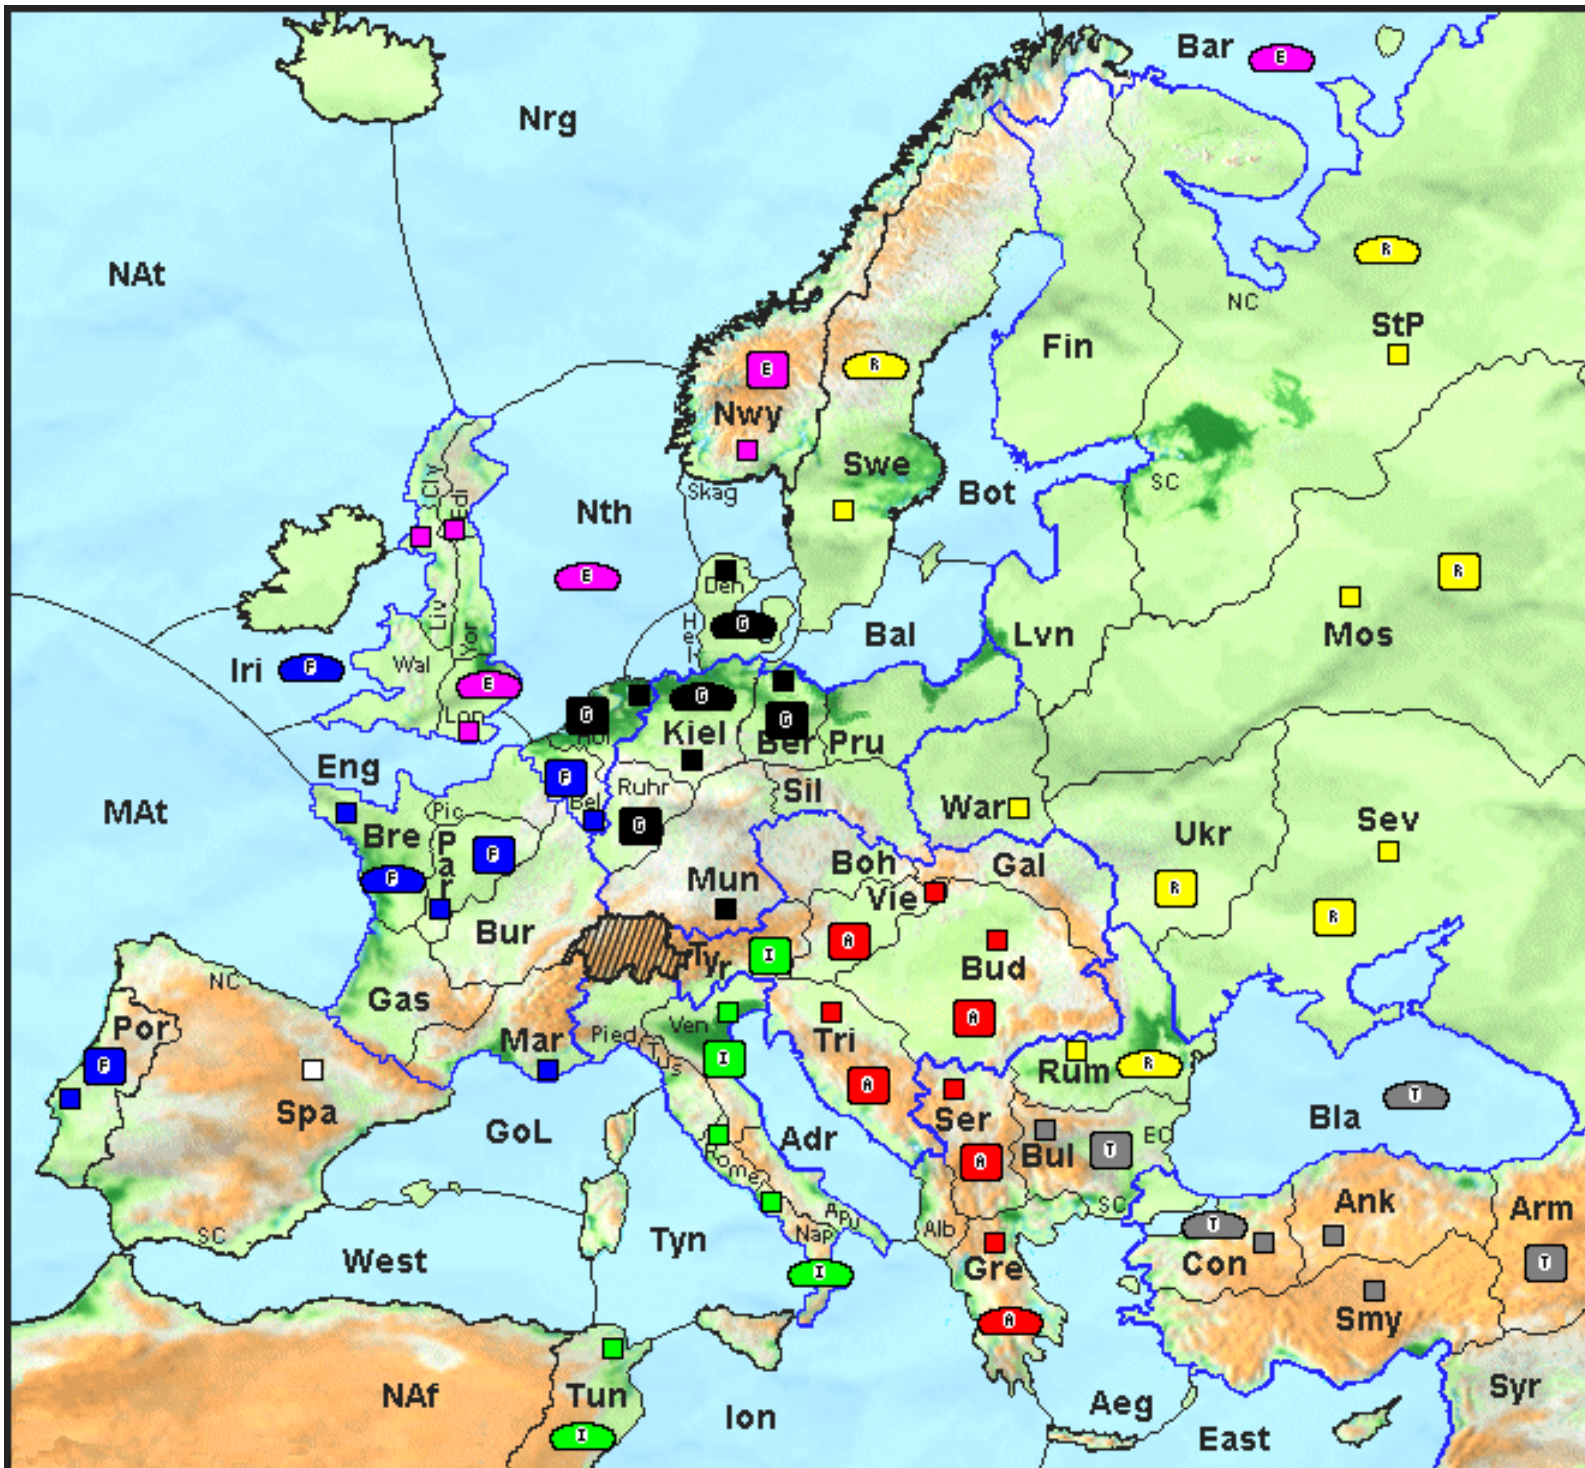 Bar
E
Nrg
R
NAt
NC
StP
Fin
E
R
Nwy
Swe
Skag
Bot
SC
Cly
Edi
Nth
E
R
Den
Hel
G
Bal
Lvn
Mos
Liv
Yor
Iri
F
Wal
E
Lon
G
Hol
G
Kiel
G
Ber
Pru
Eng
F
Bel
Ruhr
Sil
War
MAt
Pic
Bre
Par
F
F
G
Ukr
Sev
Boh
Gal
Mun
Vie
R
R
Bur
Tyr
I
A
Bud
NC
Gas
Por
Mar
Pied
Ven
Tus
I
Tri
A
A
Rum
R
F
Spa
GoL
Adr
Ser
A
Bul
T
EC
Bla
T
Rome
SC
SC
West
Tyn
Apu
Nap
Alb
Gre
T
Con
Ank
Arm
T
I
A
Smy
NAf
Tun
I
Ion
Aeg
East
Syr